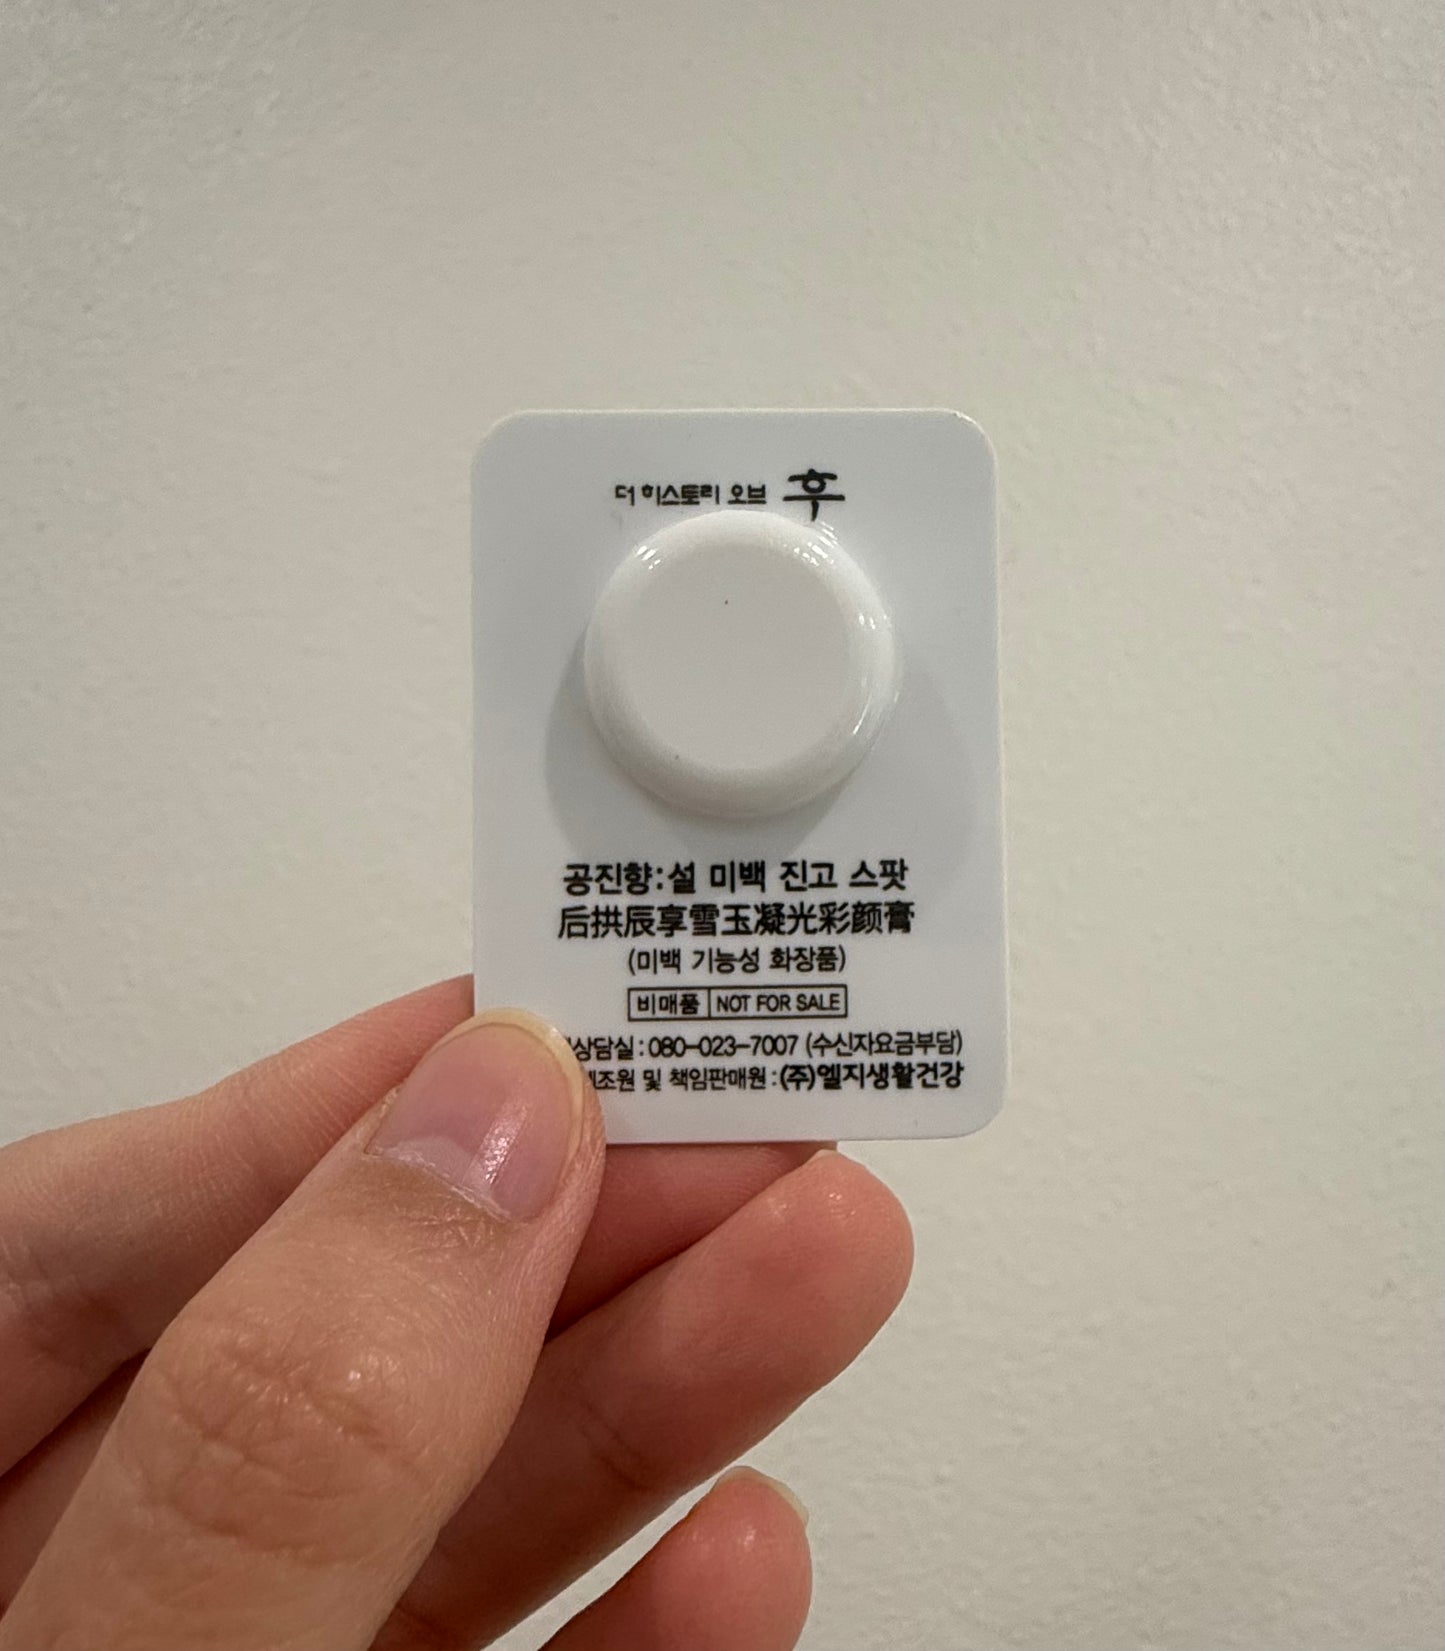 더 히스토리 오브 후
공진향:설 미백 진고 스팟
后拱辰享雪玉凝光彩颜膏
(미백 기능성 화장품)
비매품 NOT FOR SALE
상담실:080-023-7007 (수신자요금부담)
및 책임판매원:(주)엘지생활건강